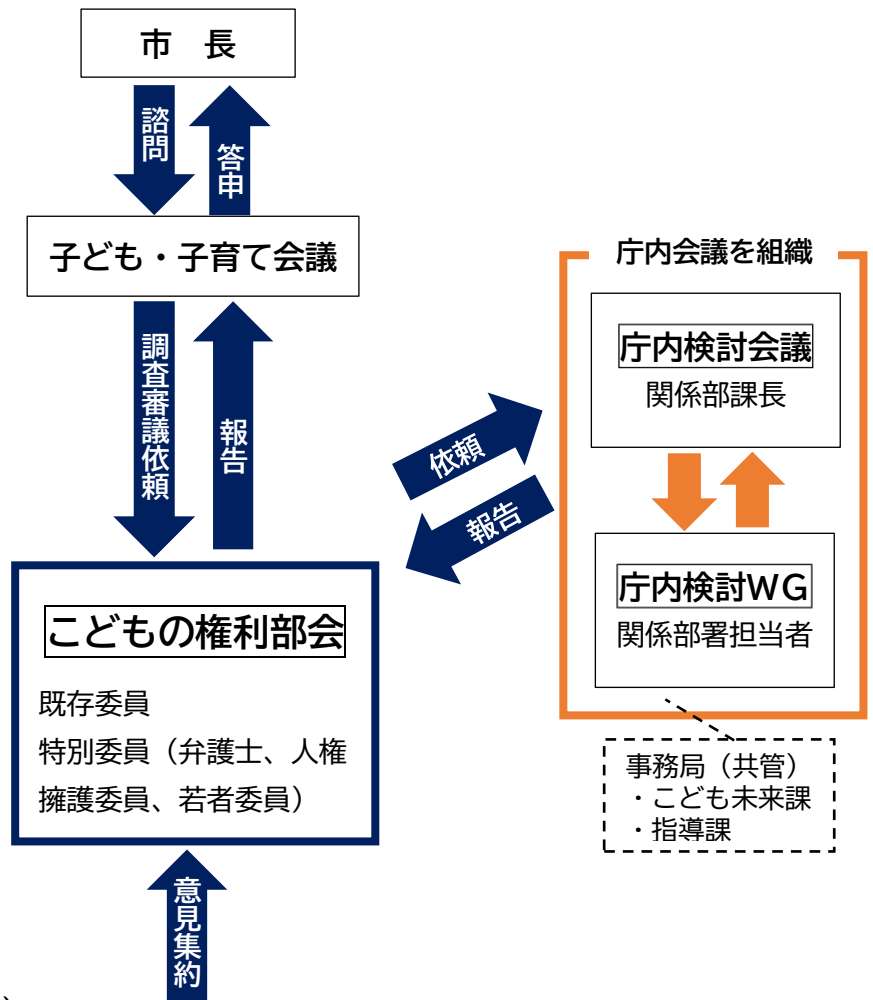 市　長
諮問
答申
子ども・子育て会議
調査審議依頼
報告
庁内会議を組織
庁内検討会議
関係部課長
依頼
報告
庁内検討WG
関係部署担当者
こどもの権利部会
既存委員
特別委員（弁護士、人権
擁護委員、若者委員）
事務局（共管）
・こども未来課
・指導課
意見集約